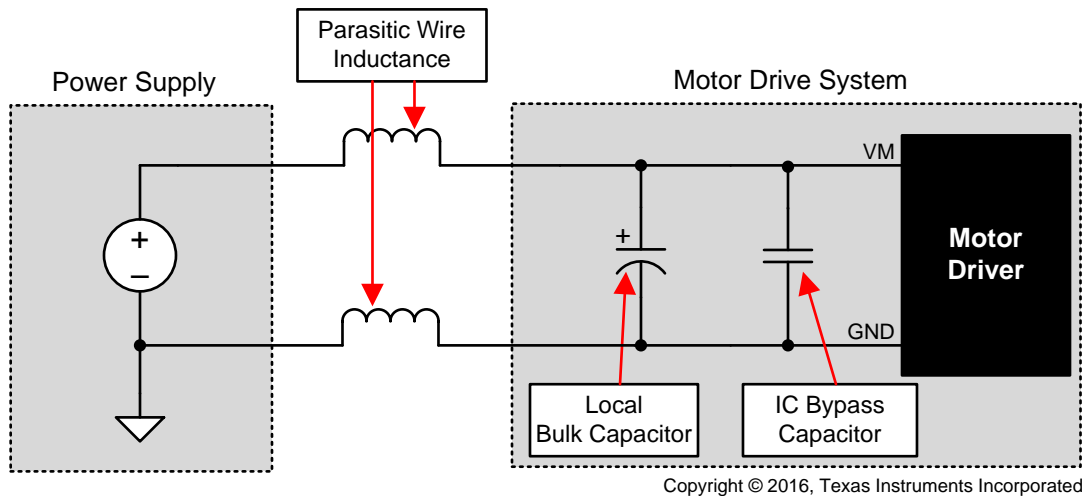 Parasitic Wire
Inductance
Power Supply
Motor Drive System
VM
+
–
+
Motor
Driver
GND
Local
Bulk Capacitor
IC Bypass
Capacitor
Copyright © 2016, Texas Instruments Incorporated